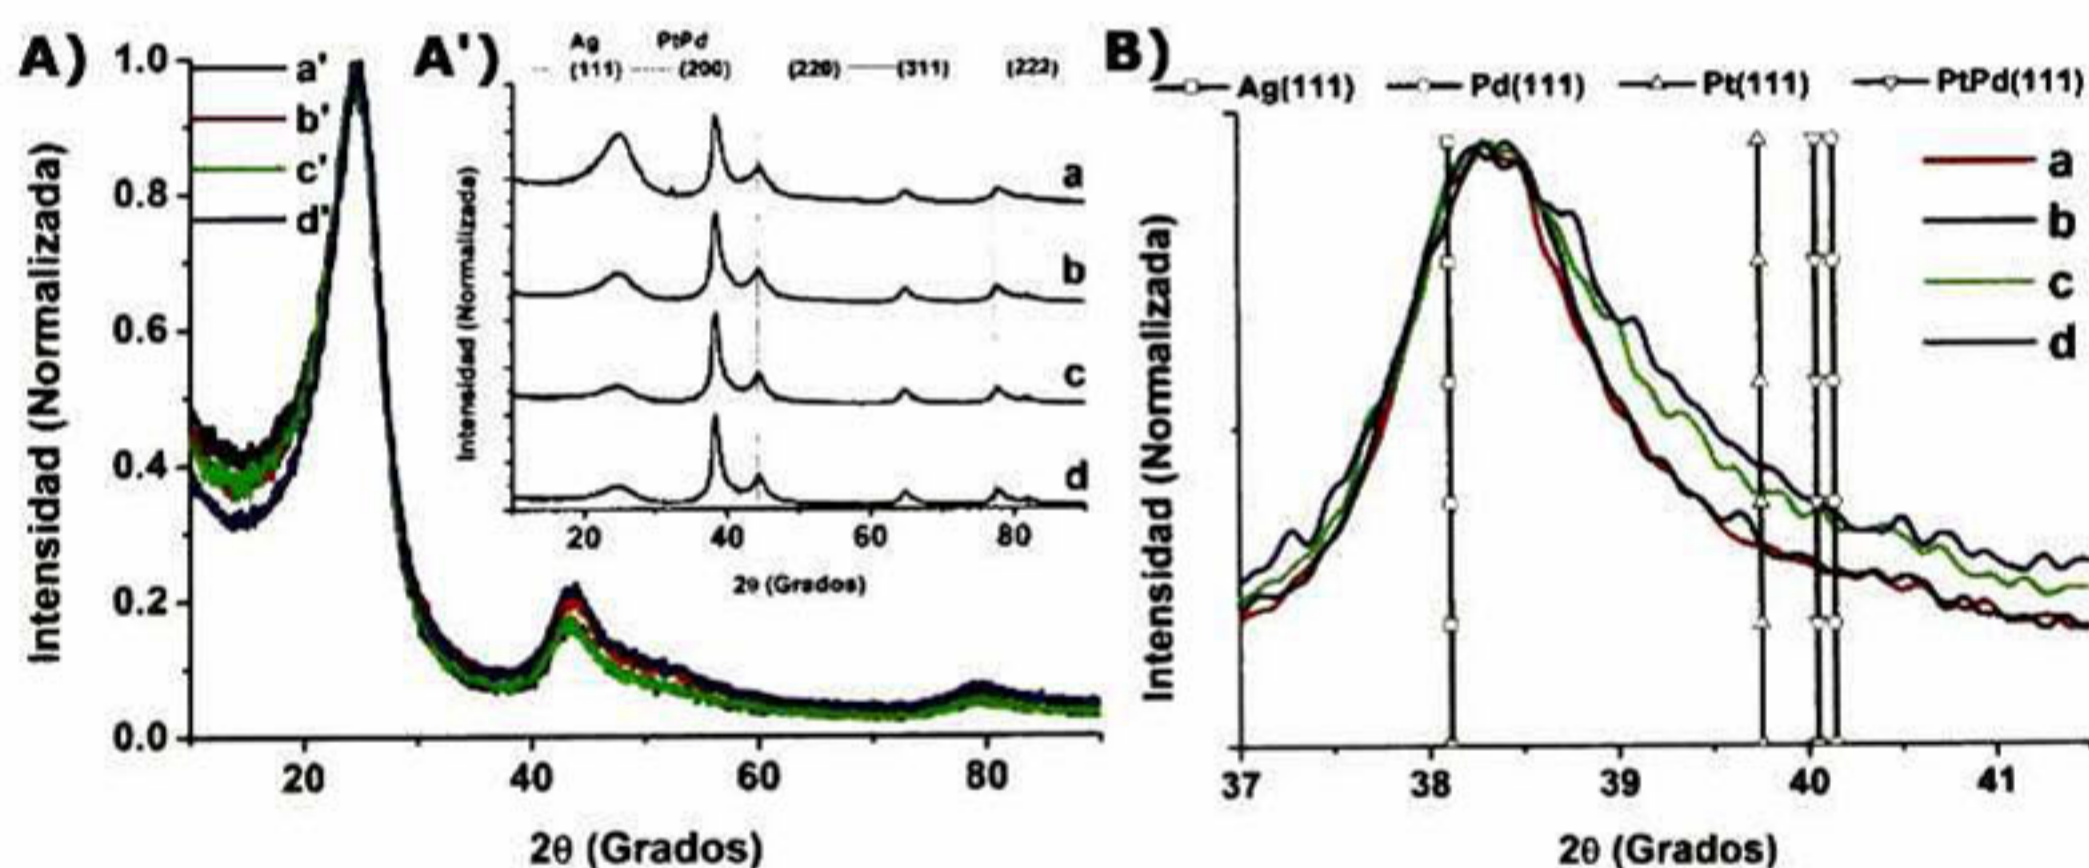 A)
Intensidad (Normalizada)
1.0
0.8
0.6
0.4
0.2
0.0
a'
b'
c'
d'
20 40 60 80
2θ (Grados)
A')
Ag PtPd
(111) (200) (220) (311) (222)
Intensidad (Normalizada)
a
b
c
d
20 40 60 80
2θ (Grados)
B)
Ag(111) Pd(111) Pt(111) PtPd(111)
Intensidad (Normalizada)
a
b
c
d
37 38 39 40 41
2θ (Grados)